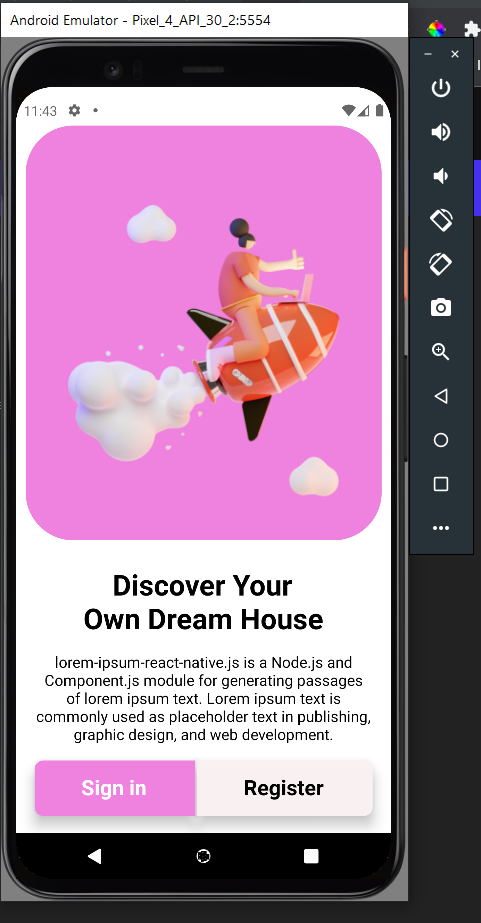 Android Emulator - Pixel_4_API_30_2:5554
11:43
Discover Your
Own Dream House
lorem-ipsum-react-native.js is a Node.js and
Component.js module for generating passages
of lorem ipsum text. Lorem ipsum text is
commonly used as placeholder text in publishing,
graphic design, and web development.
Sign in
Register